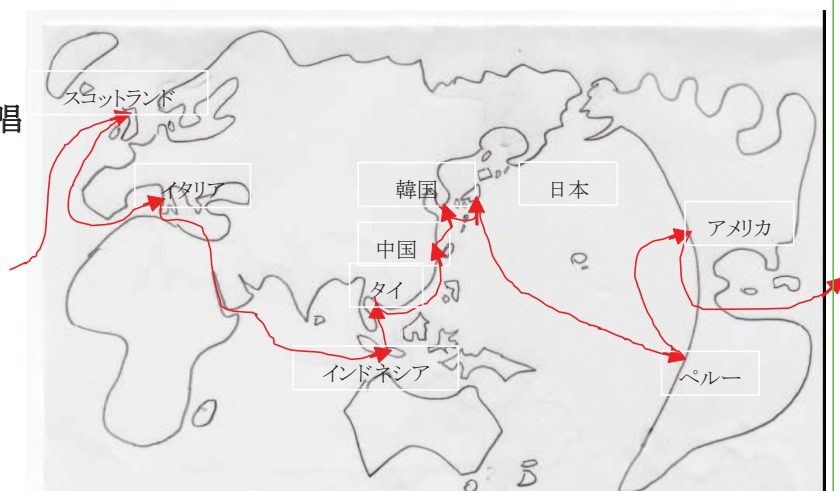 唱
スコットランド
イタリア
韓国
日本
中国
アメリカ
タイ
インドネシア
ペルー